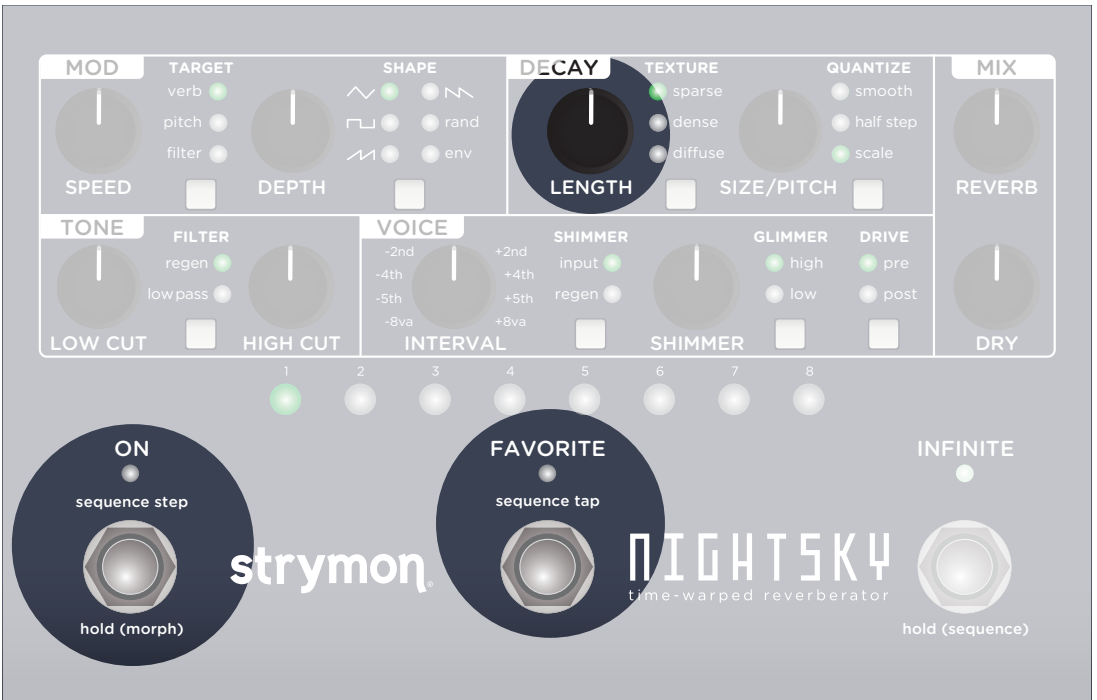 MOD
TARGET
SHAPE
DECAY
TEXTURE
QUANTIZE
MIX
verb
sparse
smooth
pitch
rand
dense
half step
filter
env
diffuse
scale
SPEED
DEPTH
LENGTH
SIZE/PITCH
REVERB
TONE
FILTER
VOICE
SHIMMER
GLIMMER
DRIVE
-2nd
+2nd
regen
input
high
pre
-4th
+4th
low pass
-5th
+5th
regen
low
post
-8va
+8va
LOW CUT
HIGH CUT
INTERVAL
SHIMMER
DRY
1 2 3 4 5 6 7 8
ON
FAVORITE
INFINITE
sequence step
sequence tap
strymon®
NIGHTSKY
time-warped reverberator
hold (morph)
hold (sequence)